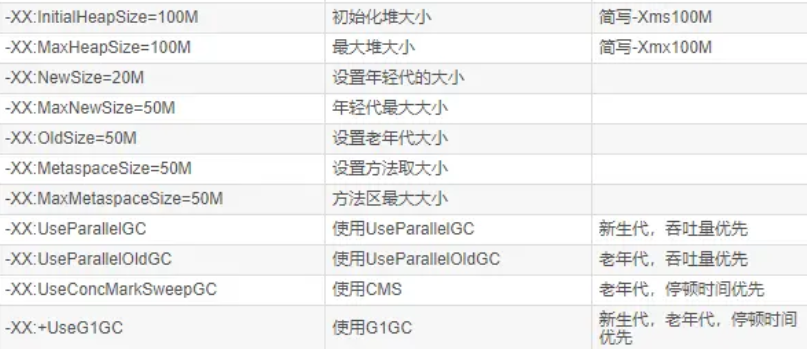 -XX:InitialHeapSize=100M 初始化堆大小 简写-Xms100M
-XX:MaxHeapSize=100M 最大堆大小 简写-Xmx100M
-XX:NewSize=20M 设置年轻代的大小
-XX:MaxNewSize=50M 年轻代最大大小
-XX:OldSize=50M 设置老年代大小
-XX:MetaspaceSize=50M 设置方法取大小
-XX:MaxMetaspaceSize=50M 方法区最大大小
-XX:UseParallelGC 使用UseParallelGC 新生代，吞吐量优先
-XX:UseParallelOldGC 使用UseParallelOldGC 老年代，吞吐量优先
-XX:UseConcMarkSweepGC 使用CMS 老年代，停顿时间优先
-XX:+UseG1GC 使用G1GC 新生代，老年代，停顿时间
优先